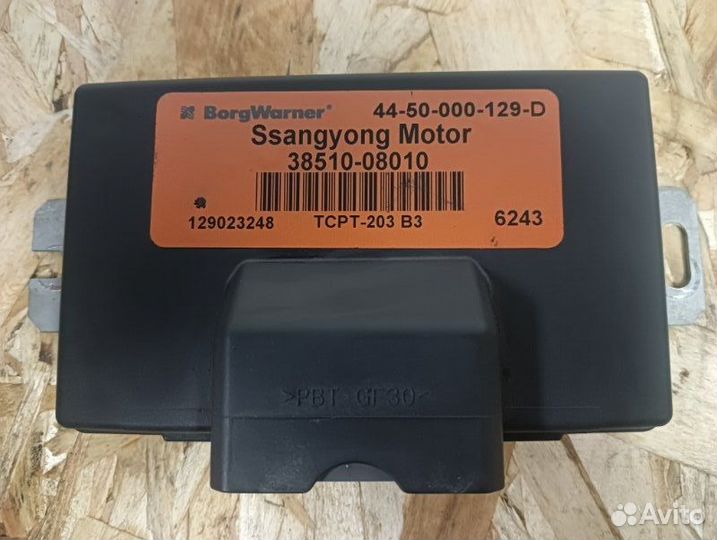 BorgWarner® 44-50-000-129-D
Ssangyong Motor
38510-08010
129023248 TCPT-203 B3 6243
>PBT-GF30<
Avito